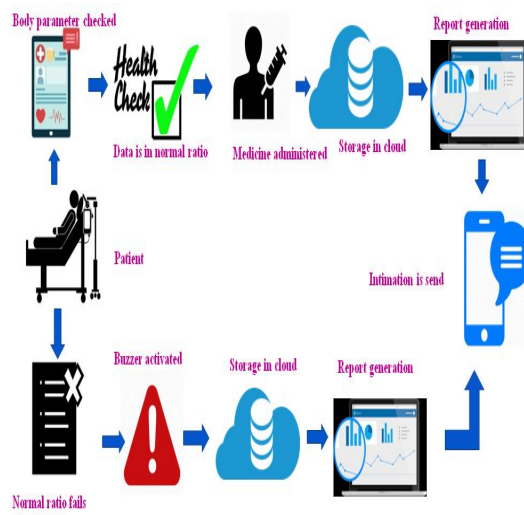 Body parameter checked
Report generation
Health
Check
Data is in normal ratio
Medicine administered
Storage in cloud
Patient
Intimation is send
Buzzer activated
Storage in cloud
Report generation
Normal ratio fails